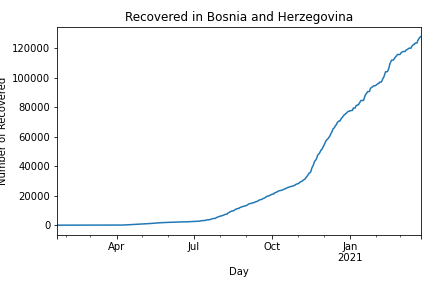 Recovered in Bosnia and Herzegovina
Number of Recovered
120000
100000
80000
60000
40000
20000
0
Apr
Jul
Oct
Jan
2021
Day